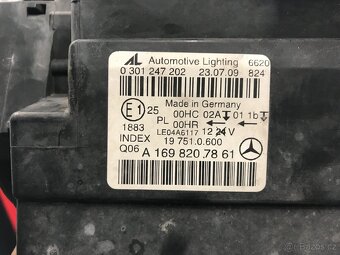 AL Automotive Lighting 6620
0 301 247 202 23.07.09 824
Made in Germany
E1 25 00HC 02A 01 1b
PL 00HR
1883 LE04A6117 12 24 V
INDEX 19 751.0.600
Q06 A 169 820 78 61